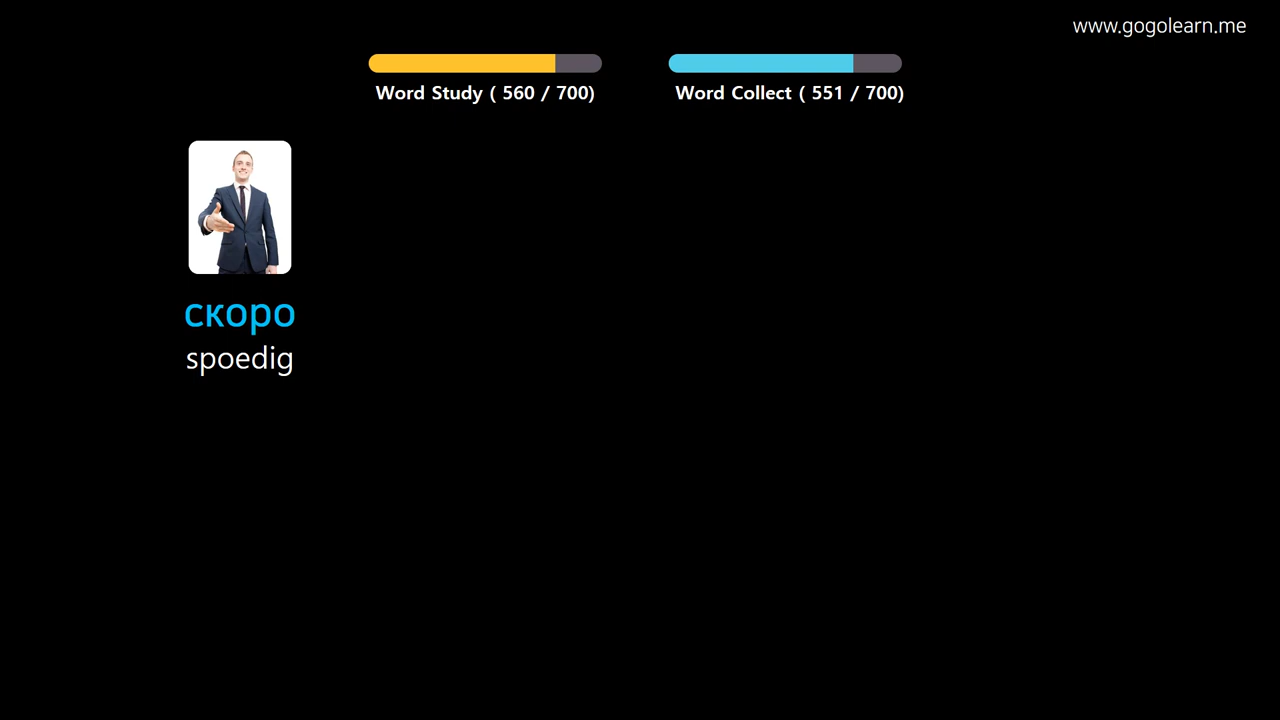 www.gogolearn.me
Word Study ( 560 / 700)
Word Collect ( 551 / 700)
скоро
spoedig